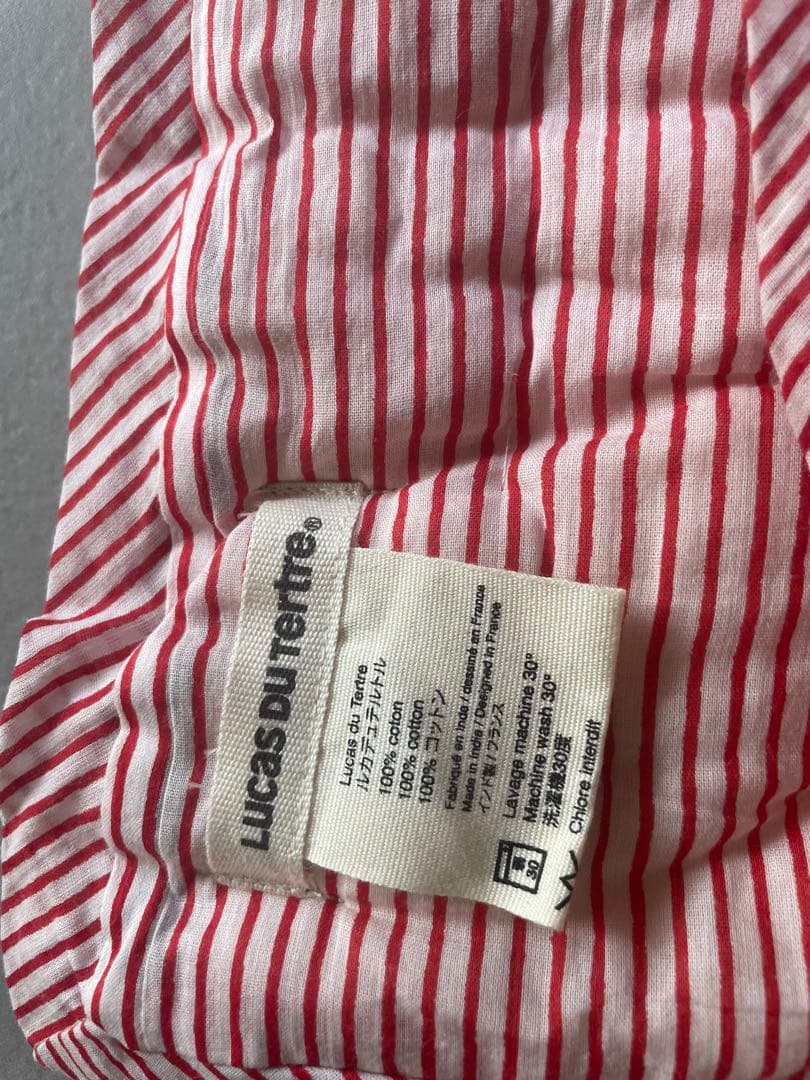 LUCAS DU Tertre®
Lucas du Tertre
ルカデュテルトル
100% coton
100% cotton
100% コットン
Fabriqué en Inde / dessiné en France
Made in India / Designed in France
インド製 / フランス
Lavage machine 30°
Machine wash 30°
洗濯機30度
Chlore interdit
30